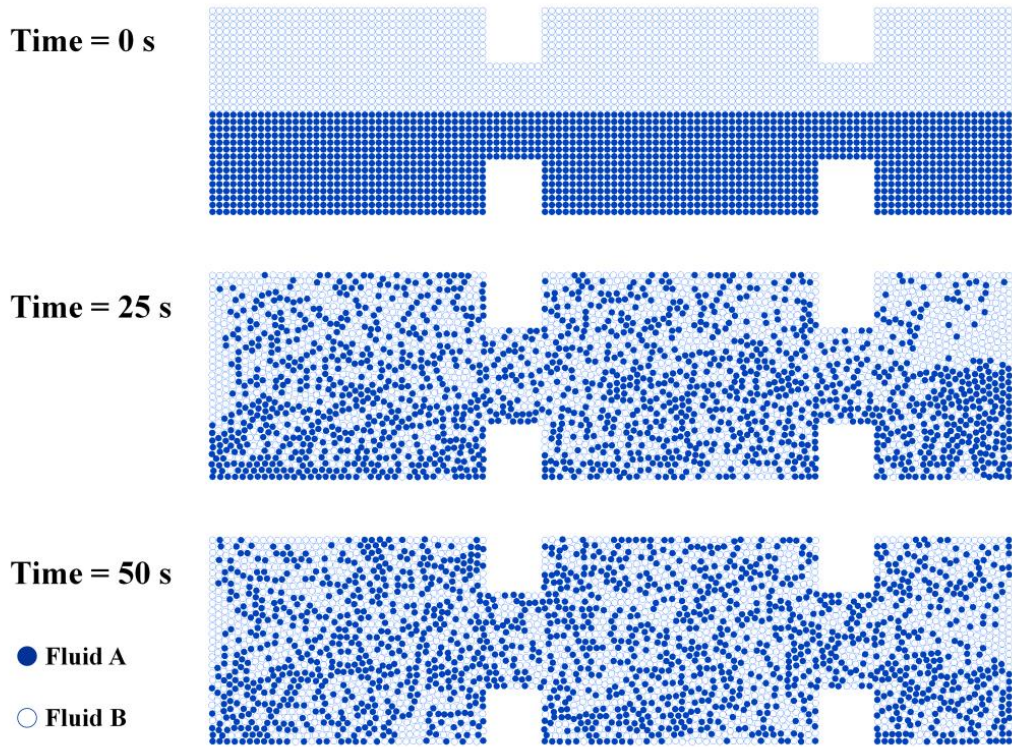 Time = 0 s
Time = 25 s
Time = 50 s
Fluid A
Fluid B